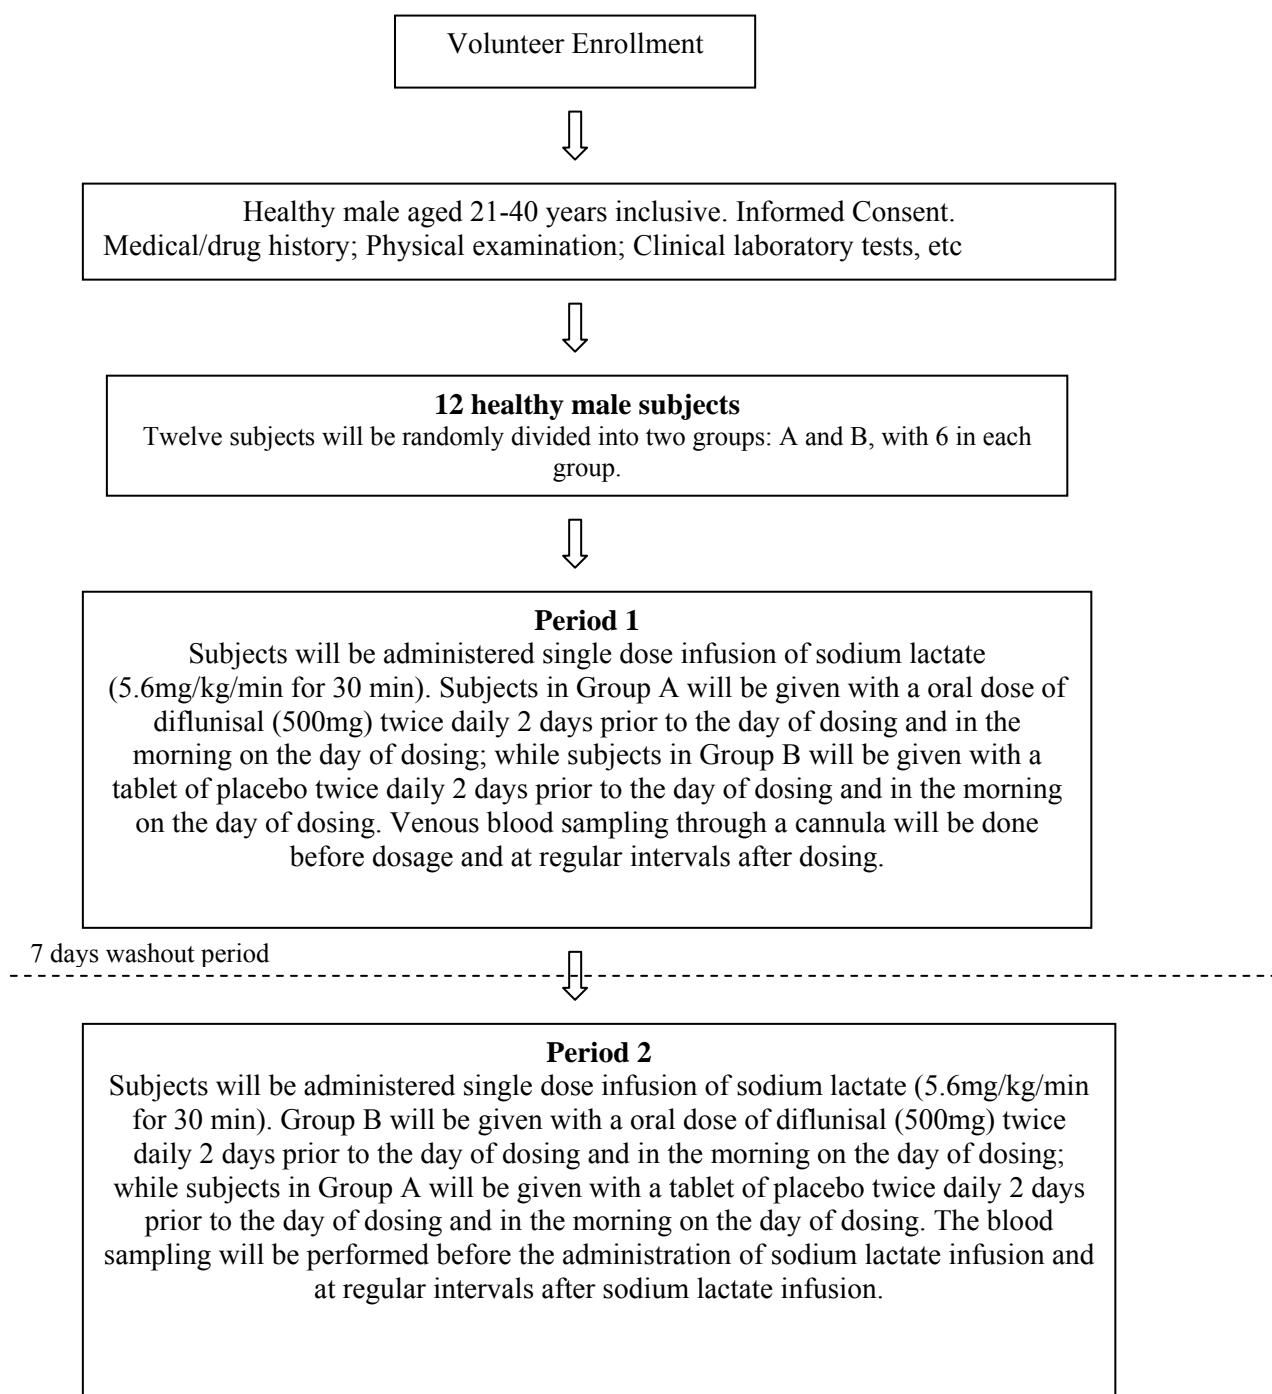 Volunteer Enrollment
Healthy male aged 21-40 years inclusive. Informed Consent.
Medical/drug history; Physical examination; Clinical laboratory tests, etc
12 healthy male subjects
Twelve subjects will be randomly divided into two groups: A and B, with 6 in each
group.
Period 1
Subjects will be administered single dose infusion of sodium lactate
(5.6mg/kg/min for 30 min). Subjects in Group A will be given with a oral dose of
diflunisal (500mg) twice daily 2 days prior to the day of dosing and in the
morning on the day of dosing; while subjects in Group B will be given with a
tablet of placebo twice daily 2 days prior to the day of dosing and in the morning
on the day of dosing. Venous blood sampling through a cannula will be done
before dosage and at regular intervals after dosing.
7 days washout period
Period 2
Subjects will be administered single dose infusion of sodium lactate (5.6mg/kg/min
for 30 min). Group B will be given with a oral dose of diflunisal (500mg) twice
daily 2 days prior to the day of dosing and in the morning on the day of dosing;
while subjects in Group A will be given with a tablet of placebo twice daily 2 days
prior to the day of dosing and in the morning on the day of dosing. The blood
sampling will be performed before the administration of sodium lactate infusion and
at regular intervals after sodium lactate infusion.